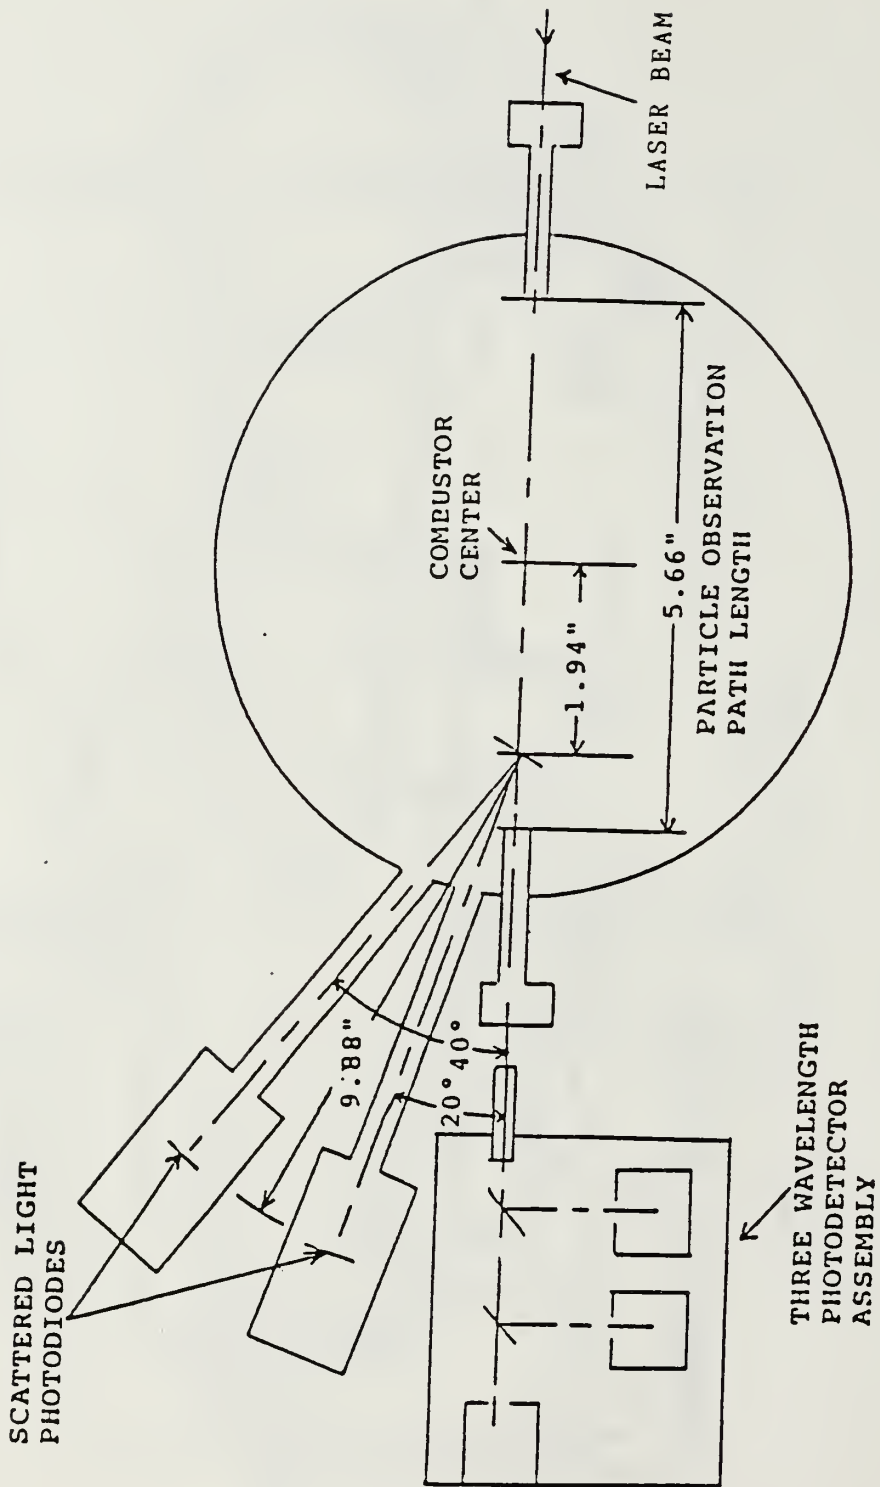 SCATTERED LIGHT
PHOTODIODES
9.88"
20°
40°
COMBUSTOR
CENTER
1.94"
5.66"
PARTICLE OBSERVATION
PATH LENGTH
LASER BEAM
THREE WAVELENGTH
PHOTODETECTOR
ASSEMBLY